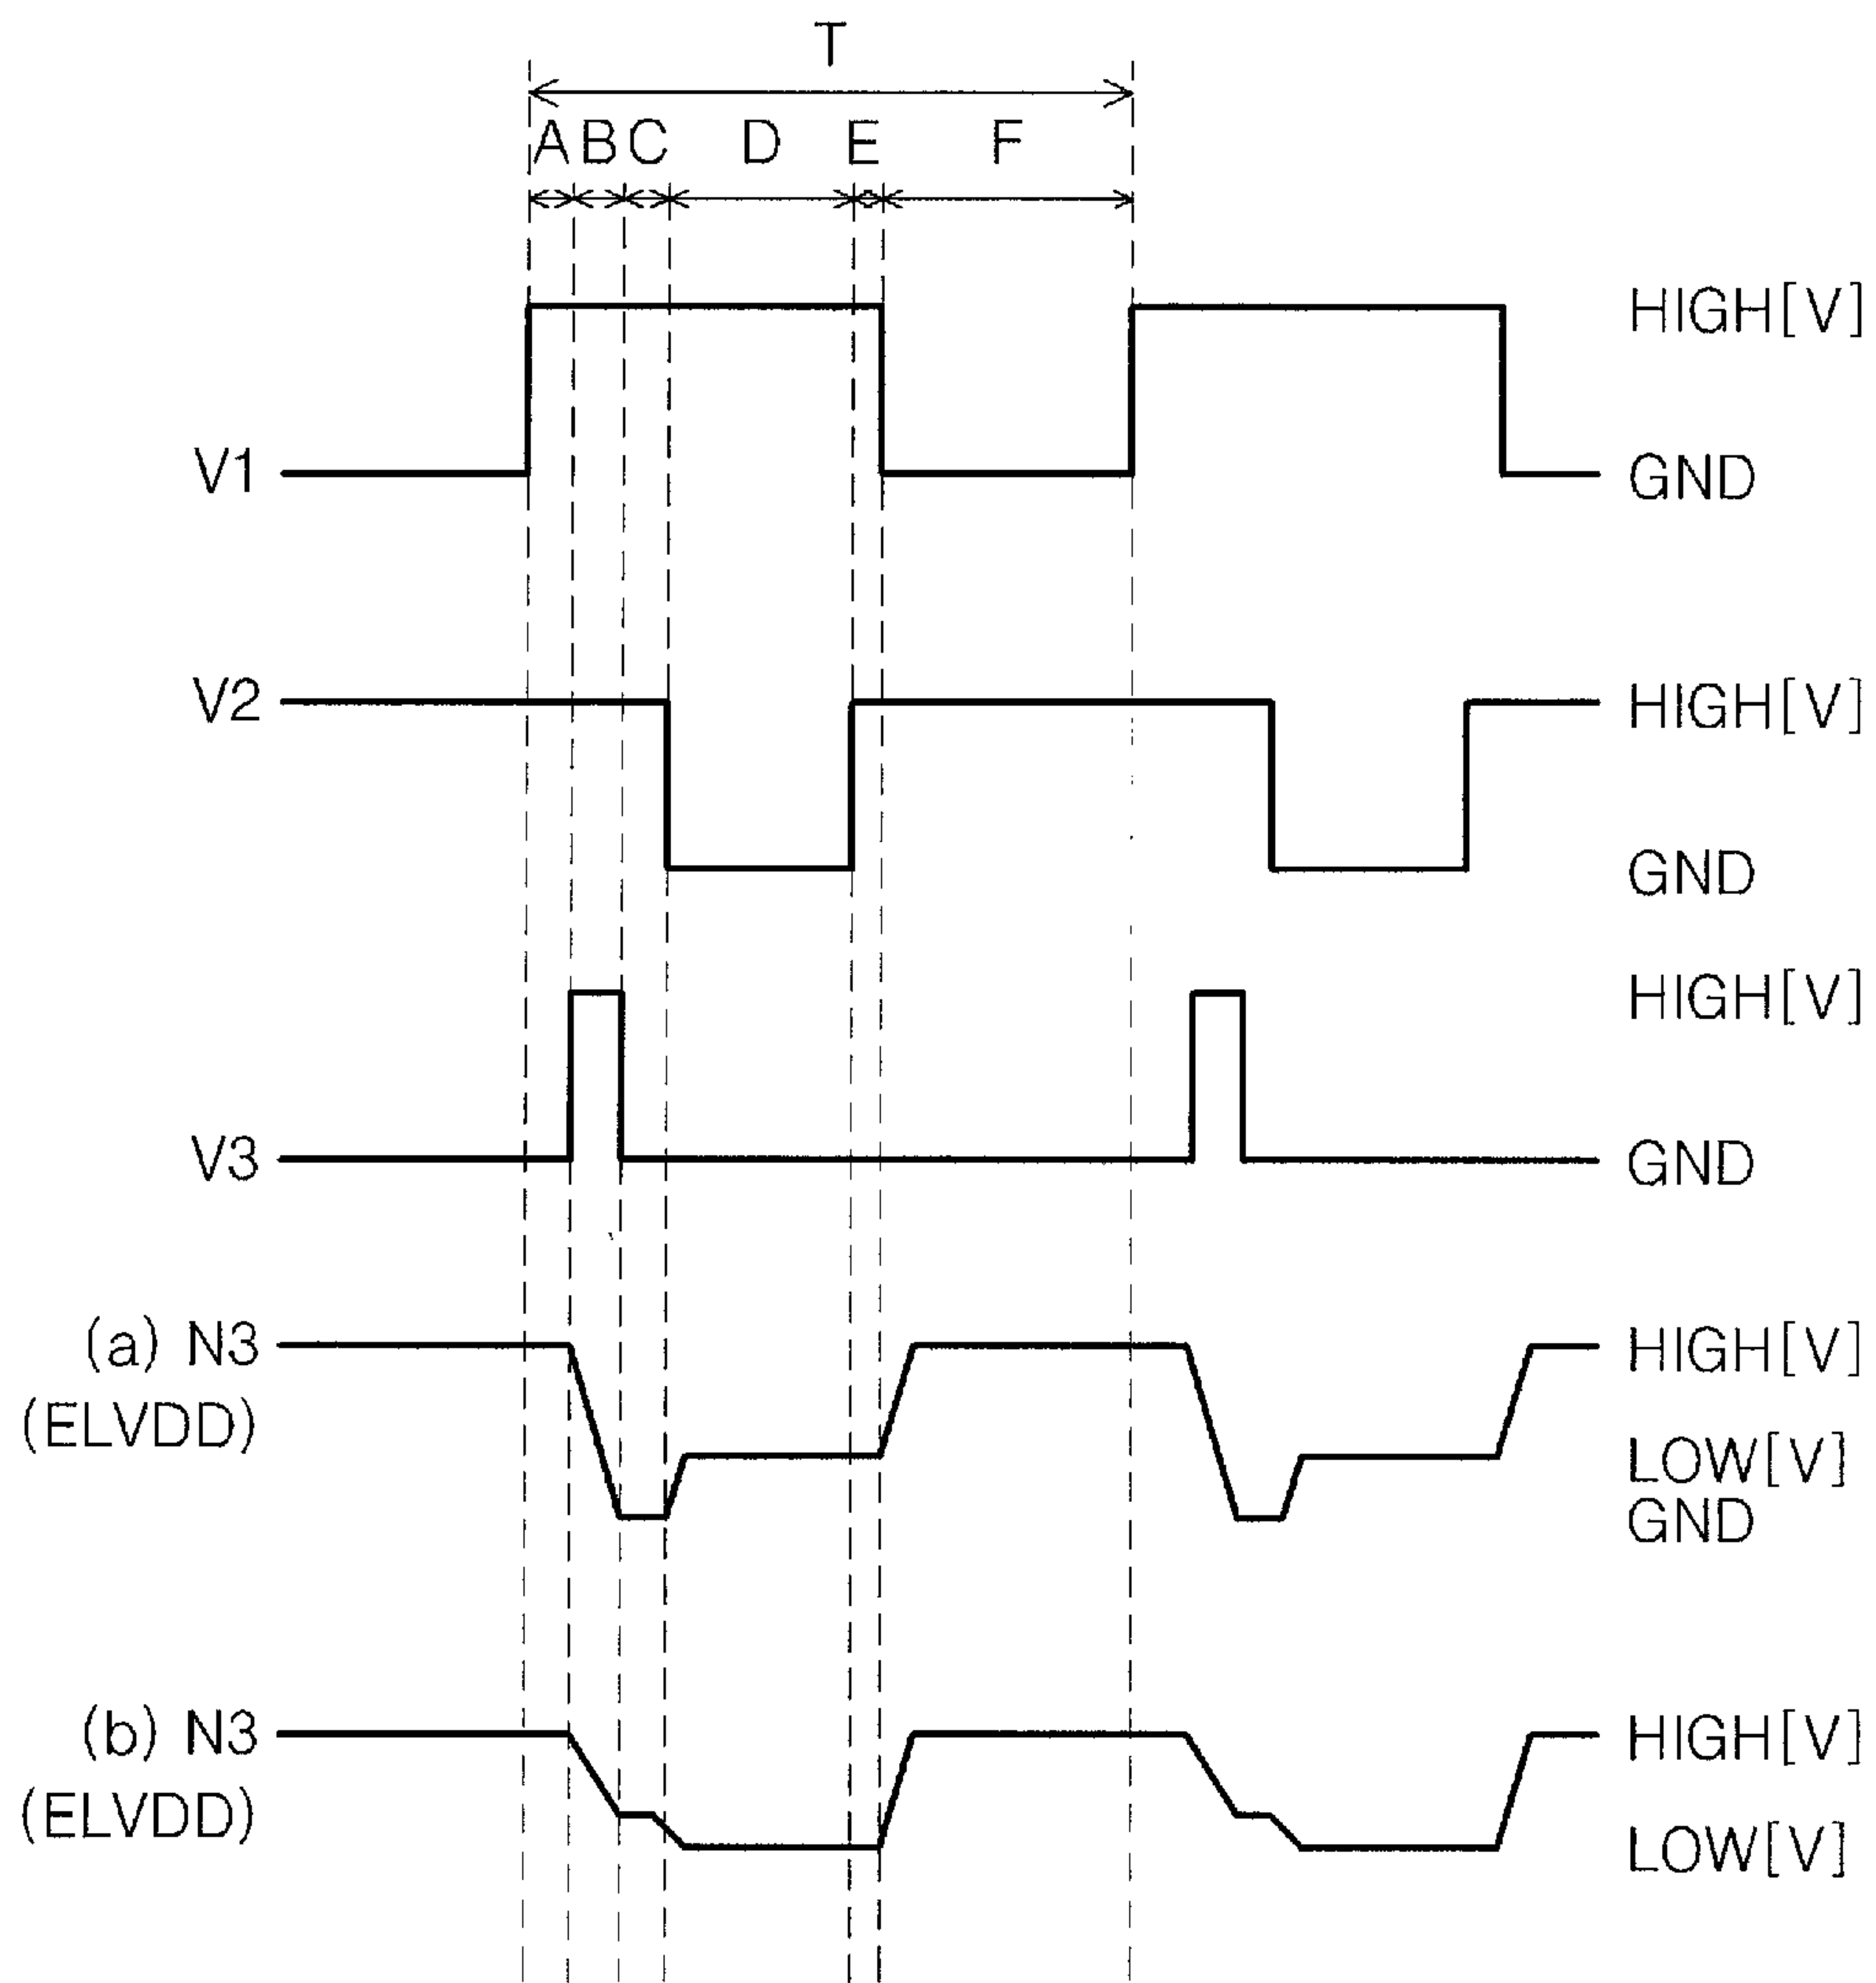 T
A B C D E F
HIGH[V]
V1 GND
V2 HIGH[V]
GND
HIGH[V]
V3 GND
(a) N3 HIGH[V]
(ELVDD)
LOW[V]
GND
(b) N3 HIGH[V]
(ELVDD)
LOW[V]